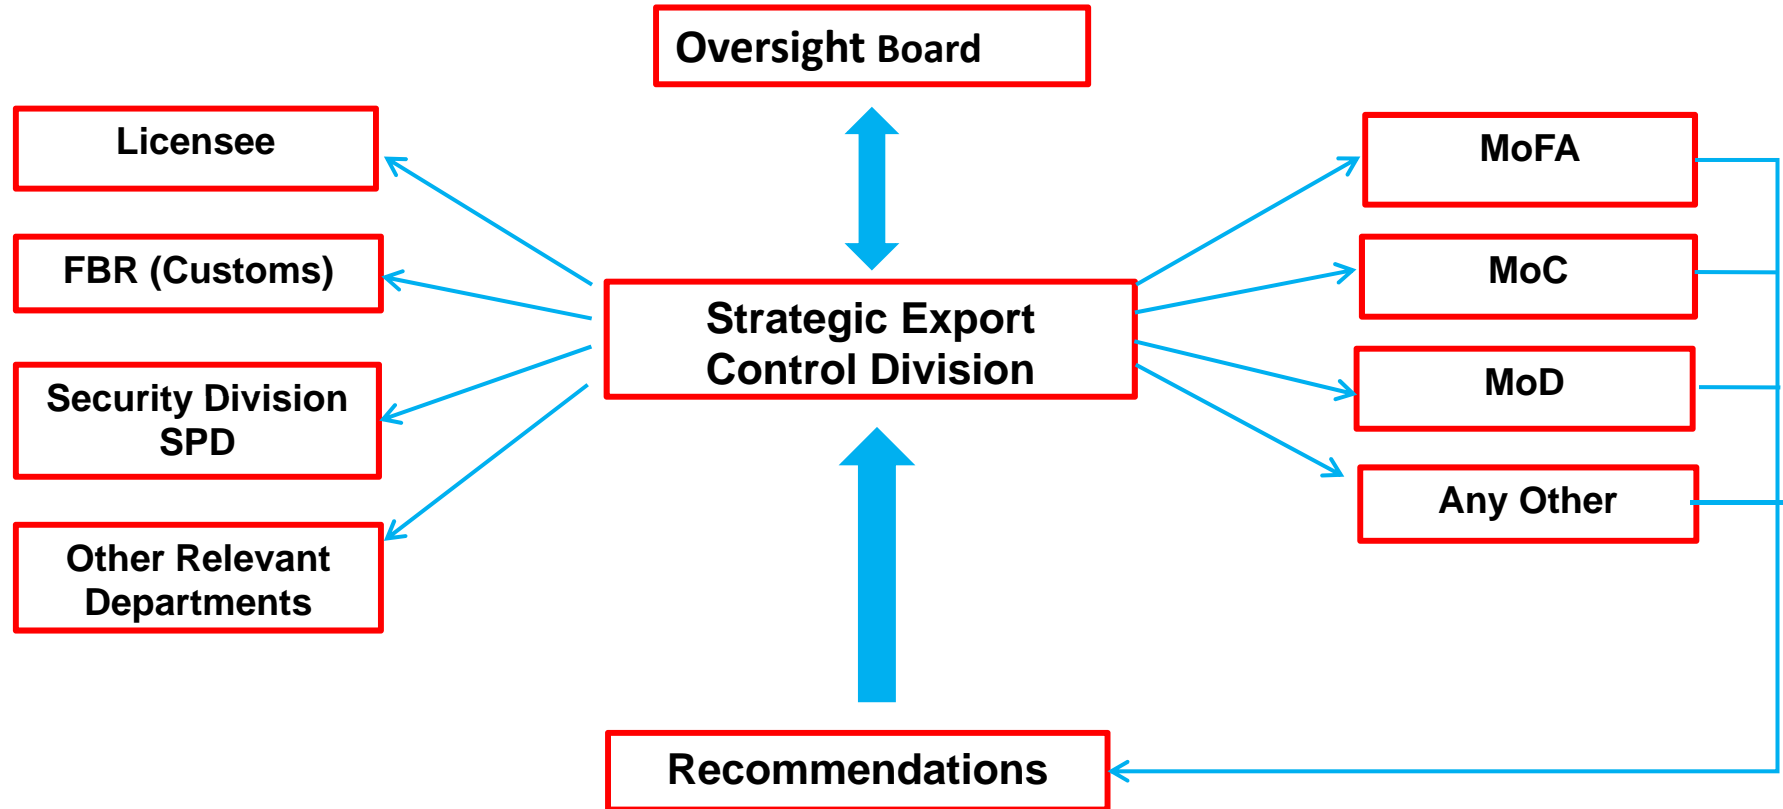 Oversight Board
Licensee
FBR (Customs)
Security Division
SPD
Other Relevant
Departments
Strategic Export
Control Division
MoFA
MoC
MoD
Any Other
Recommendations